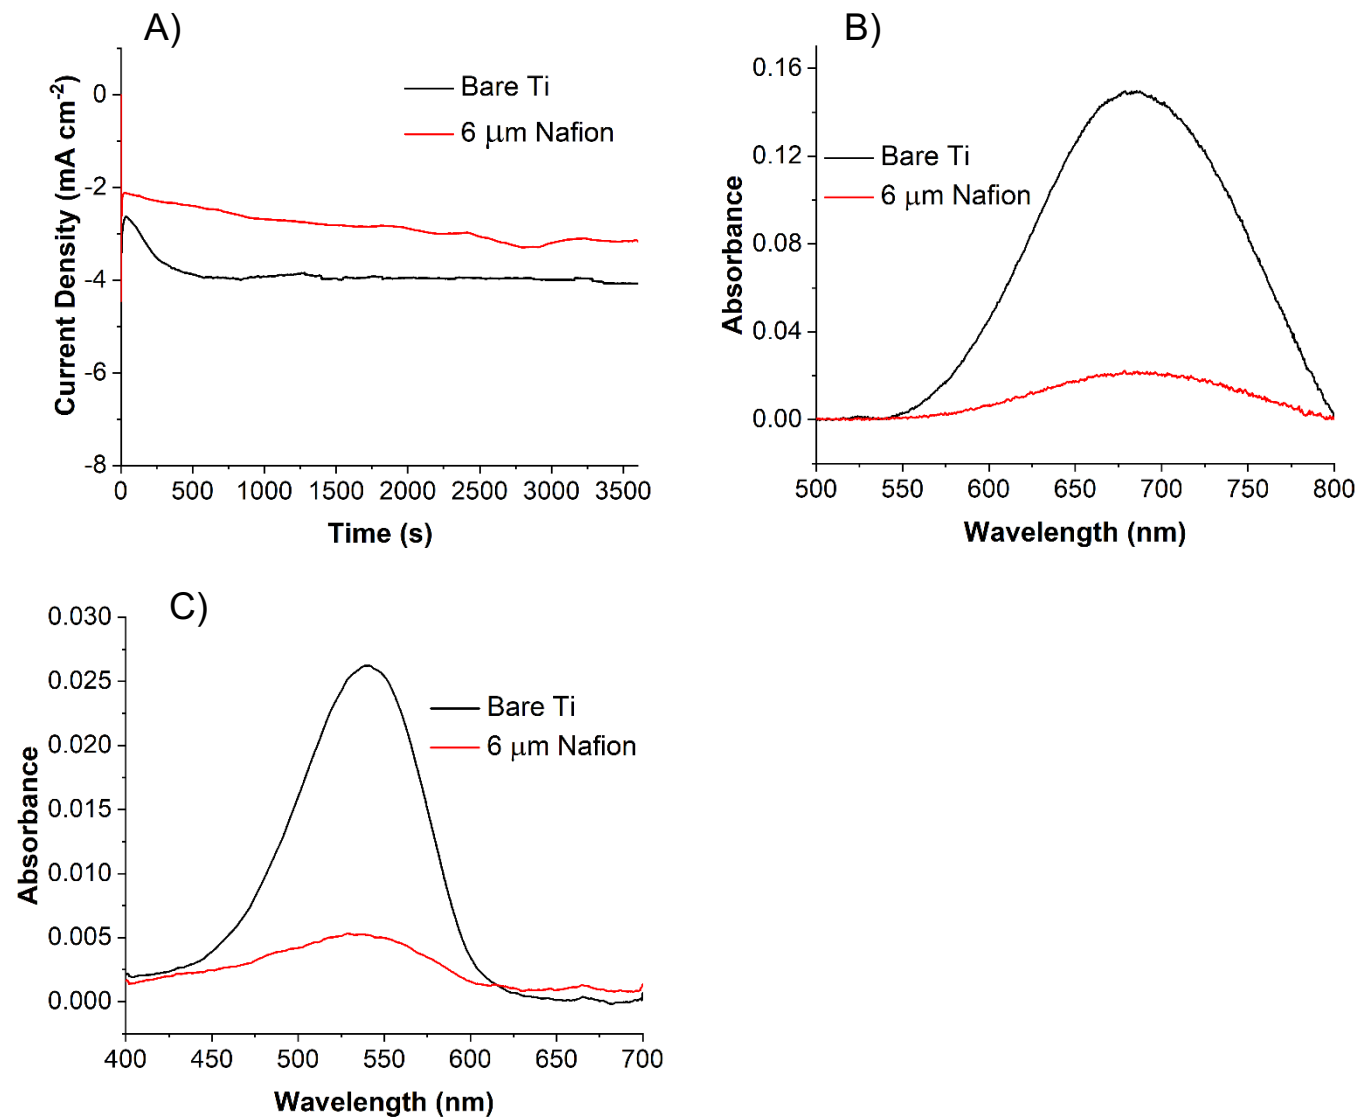 A)
Current Density (mA cm-2)
0
-2
-4
-6
-8
Bare Ti
6 μm Nafion
0 500 1000 1500 2000 2500 3000 3500
Time (s)
B)
Absorbance
0.16
0.12
0.08
0.04
0.00
Bare Ti
6 μm Nafion
500 550 600 650 700 750 800
Wavelength (nm)
C)
Absorbance
0.030
0.025
0.020
0.015
0.010
0.005
0.000
Bare Ti
6 μm Nafion
400 450 500 550 600 650 700
Wavelength (nm)